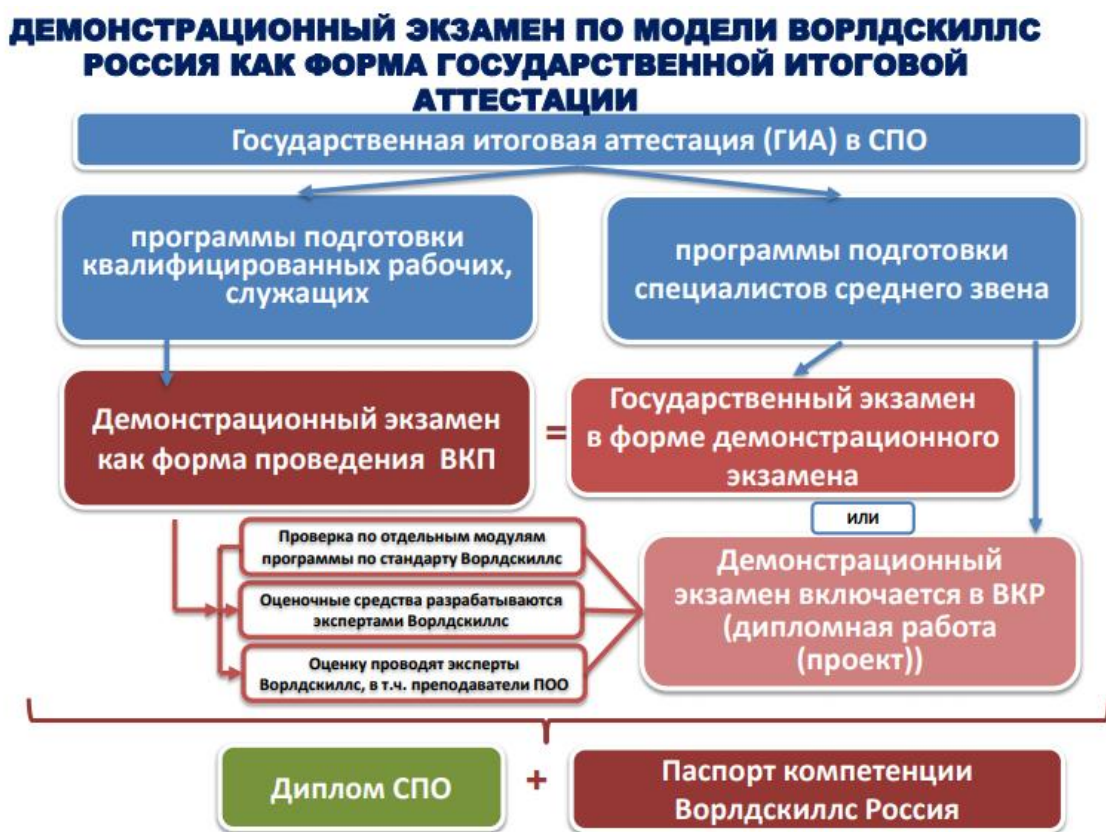 ДЕМОНСТРАЦИОННЫЙ ЭКЗАМЕН ПО МОДЕЛИ ВОРЛДСКИЛЛС
РОССИЯ КАК ФОРМА ГОСУДАРСТВЕННОЙ ИТОГОВОЙ
АТТЕСТАЦИИ
Государственная итоговая аттестация (ГИА) в СПО
программы подготовки
квалифицированных рабочих,
служащих
программы подготовки
специалистов среднего звена
Демонстрационный экзамен
как форма проведения ВКП
=
Государственный экзамен
в форме демонстрационного
экзамена
или
Проверка по отдельным модулям
программы по стандарту Ворлдскиллс
Оценочные средства разрабатываются
экспертами Ворлдскиллс
Оценку проводят эксперты
Ворлдскиллс, в т.ч. преподаватели ПОО
Демонстрационный
экзамен включается в ВКР
(дипломная работа
(проект))
Диплом СПО
+
Паспорт компетенции
Ворлдскиллс Россия